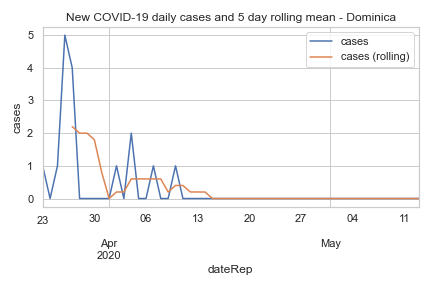 New COVID-19 daily cases and 5 day rolling mean - Dominica
cases
cases (rolling)
5
4
3
2
1
0
cases
23 30 06 13 20 27 04 11
Apr May
2020
dateRep